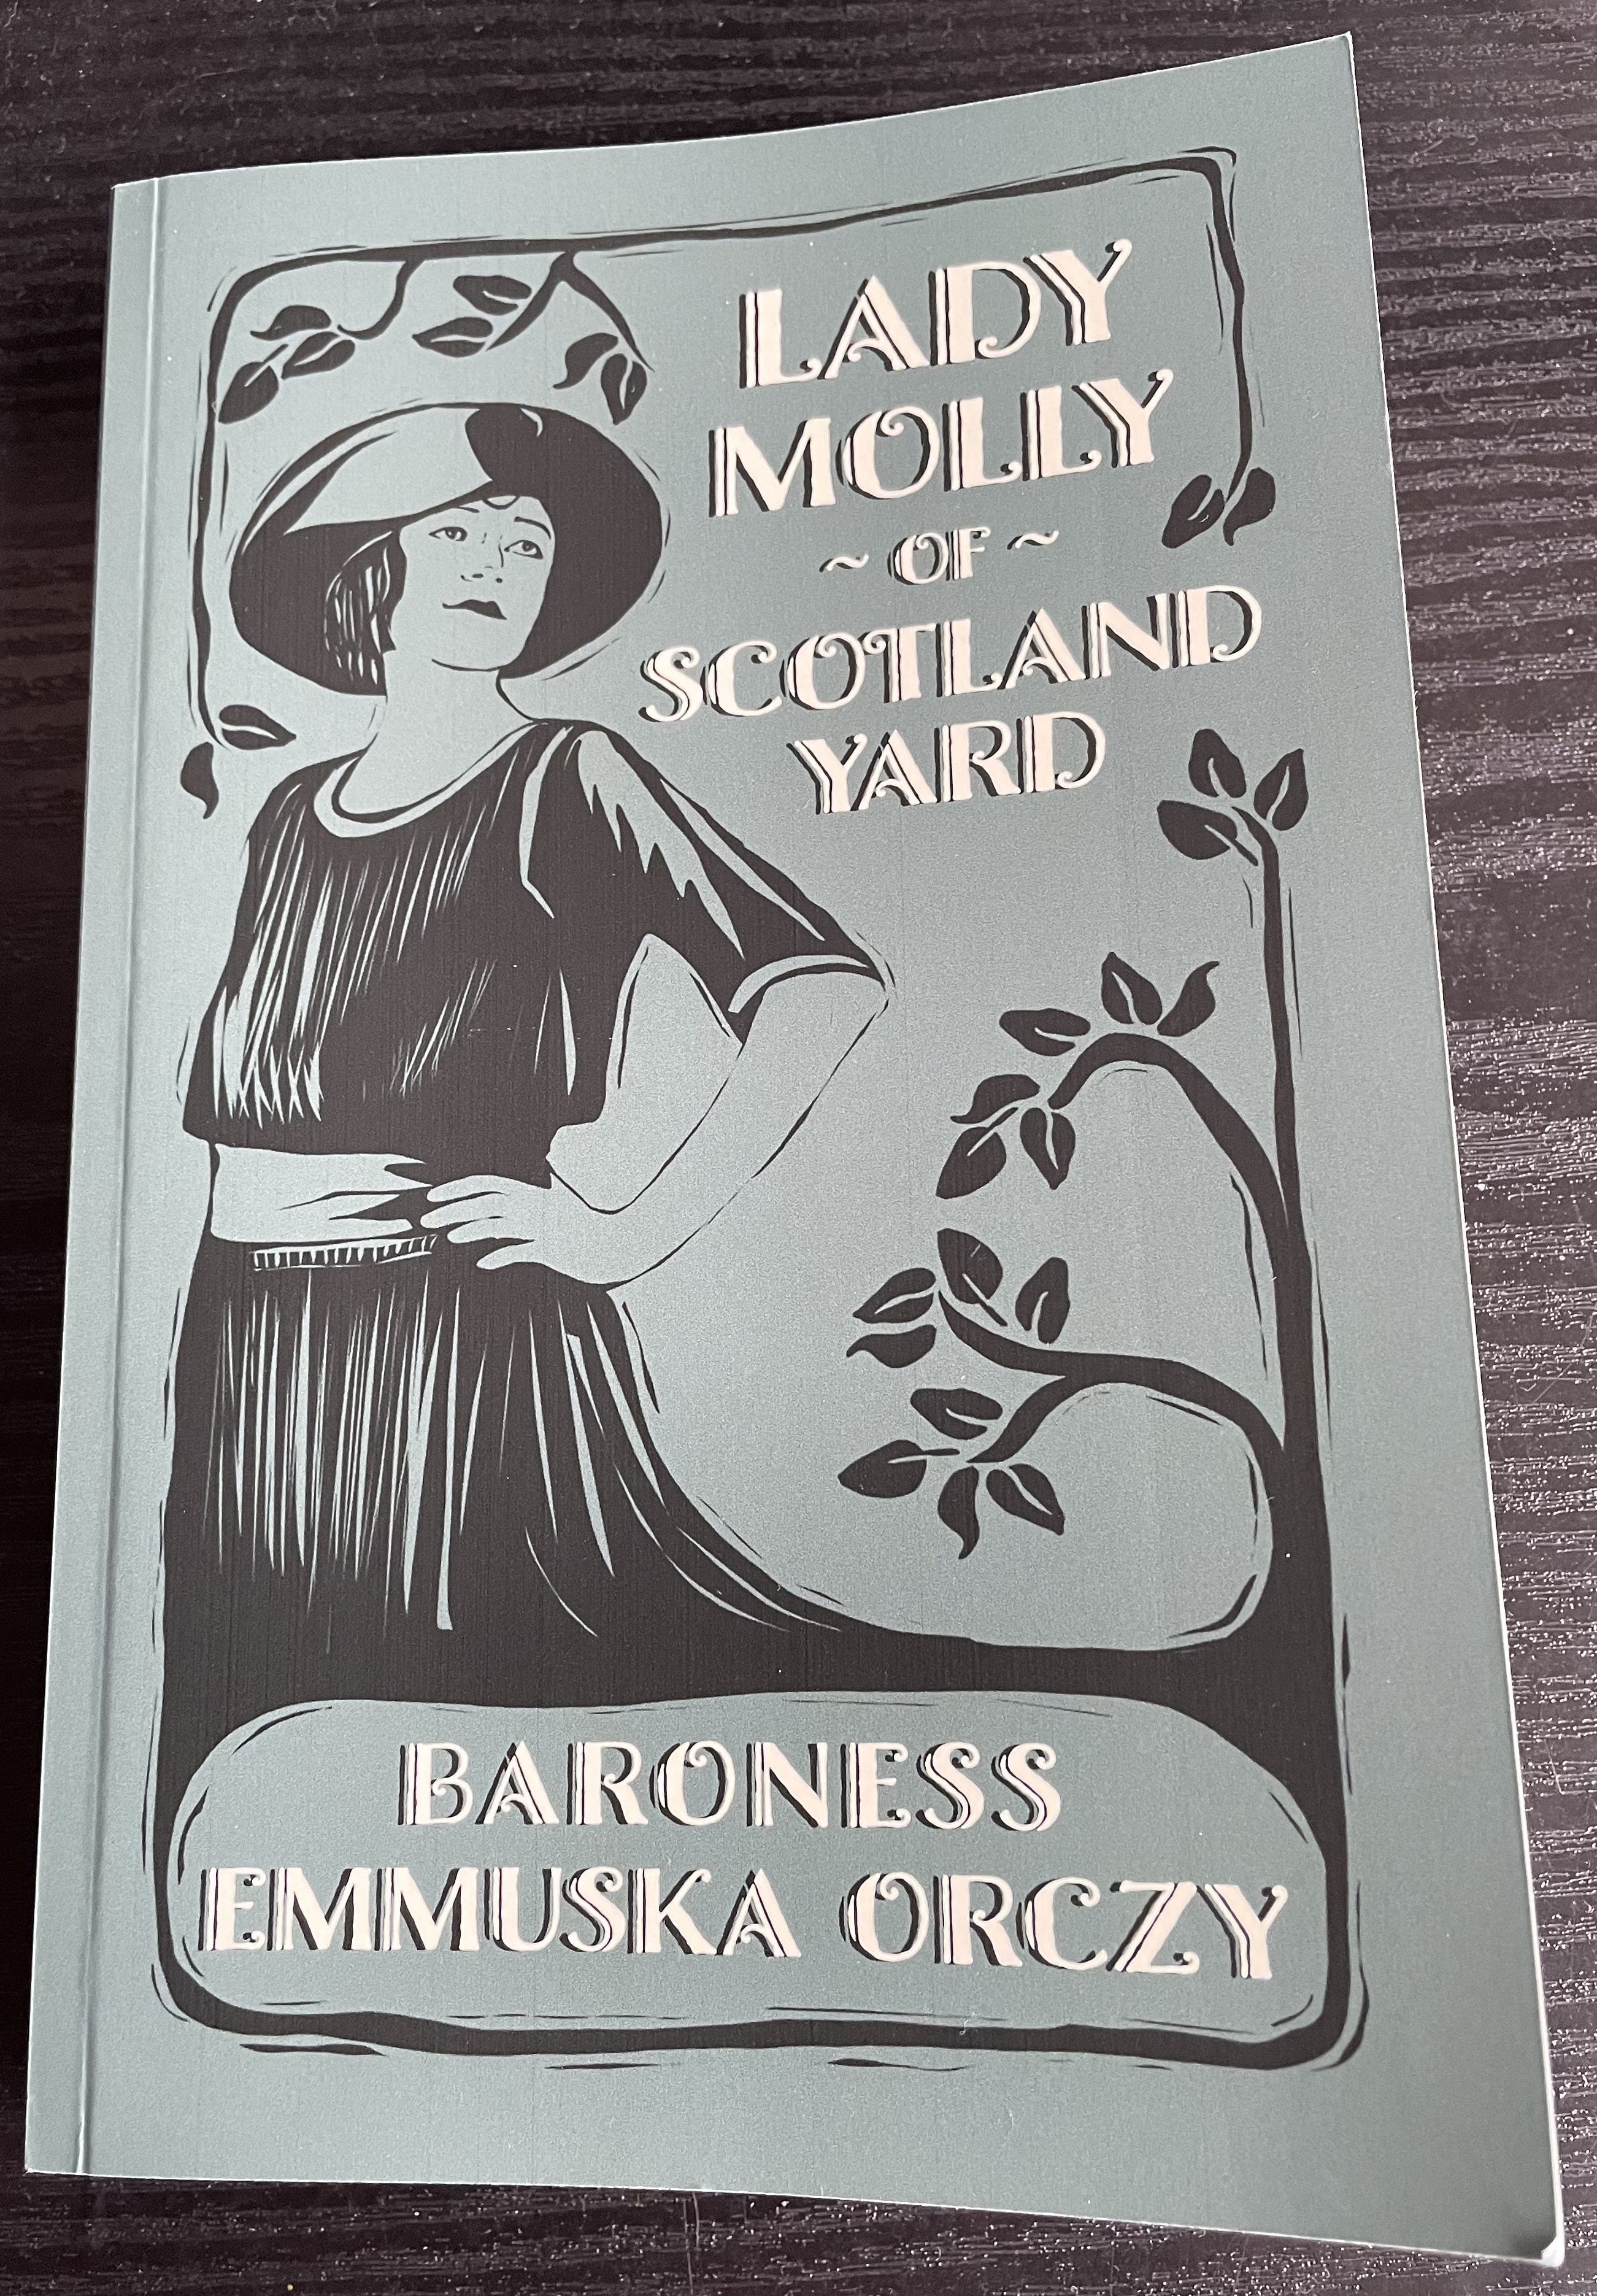 LADY
MOLLY
~ OF ~
SCOTLAND
YARD
BARONESS
EMMUSKA ORCZY